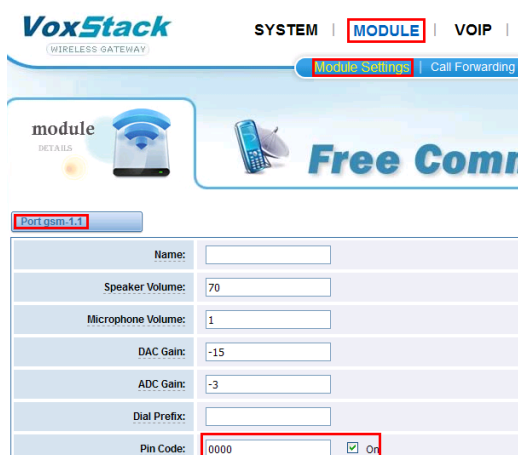 VoxStack
WIRELESS GATEWAY
SYSTEM | MODULE | VOIP |
Module Settings | Call Forwarding
module
DETAILS
Free Comm
Port gsm-1.1
Name:
Speaker Volume: 70
Microphone Volume: 1
DAC Gain: -15
ADC Gain: -3
Dial Prefix:
Pin Code: 0000 On